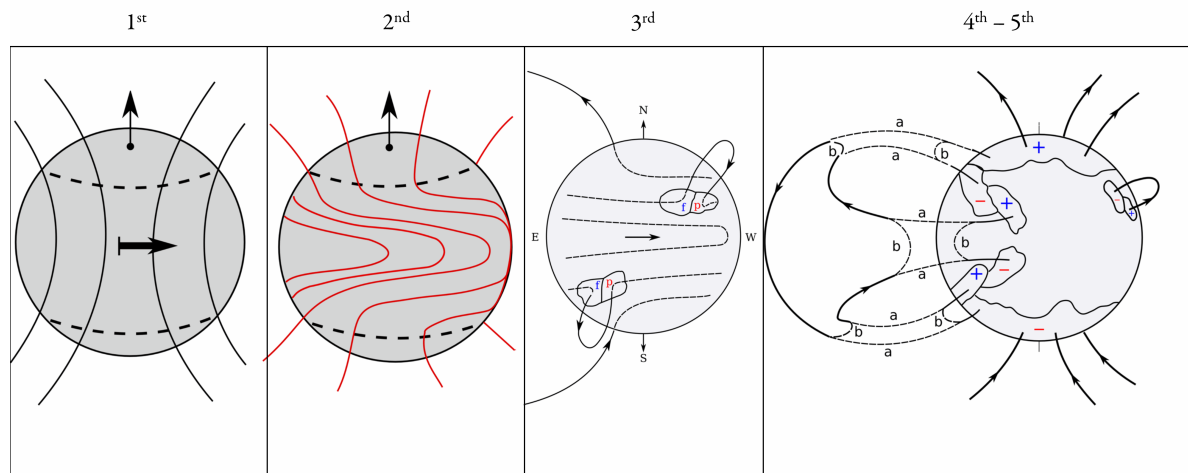 1st 2nd 3rd 4th – 5th
N
f p
E W
f p
S
a
b a b
+
- +
- +
a
b b
a + -
a
b b
a
-